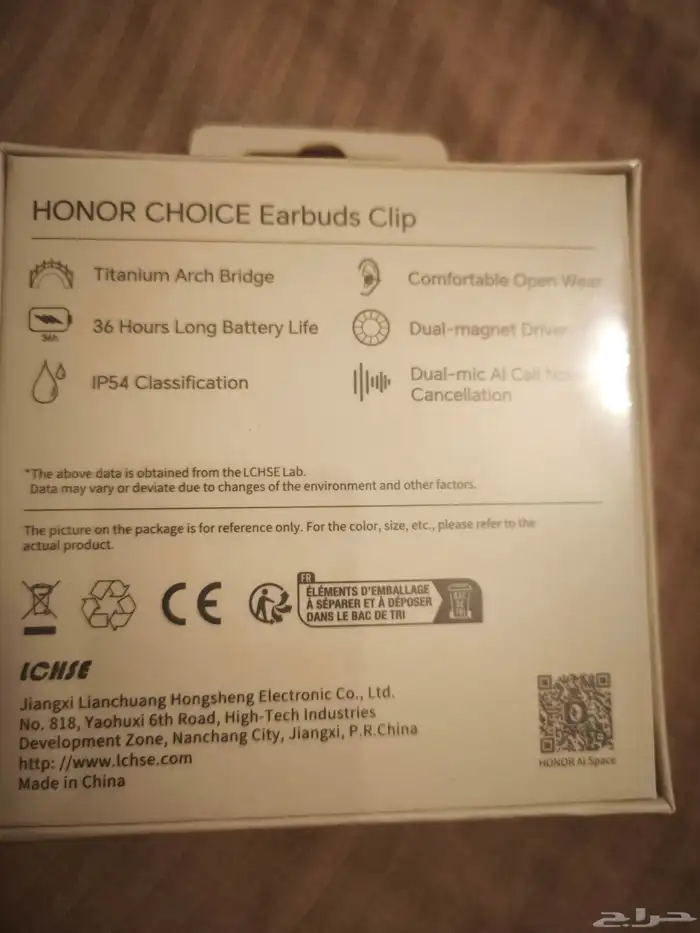 HONOR CHOICE Earbuds Clip
Titanium Arch Bridge
Comfortable Open Wear
36h
36 Hours Long Battery Life
Dual-magnet Driver
IP54 Classification
Dual-mic AI Call
Cancellation
*The above data is obtained from the LCHSE Lab.
Data may vary or deviate due to changes of the environment and other factors.
The picture on the package is for reference only. For the color, size, etc., please refer to the
actual product.
CE
FR
ÉLÉMENTS D'EMBALLAGE
À SÉPARER ET À DÉPOSER
DANS LE BAC DE TRI
BAC
DE
TRI
LCHSE
Jiangxi Lianchuang Hongsheng Electronic Co., Ltd.
No. 818, Yaohuxi 6th Road, High-Tech Industries
Development Zone, Nanchang City, Jiangxi, P.R.China
http: //www.lchse.com
Made in China
HONOR AI Space
حراج